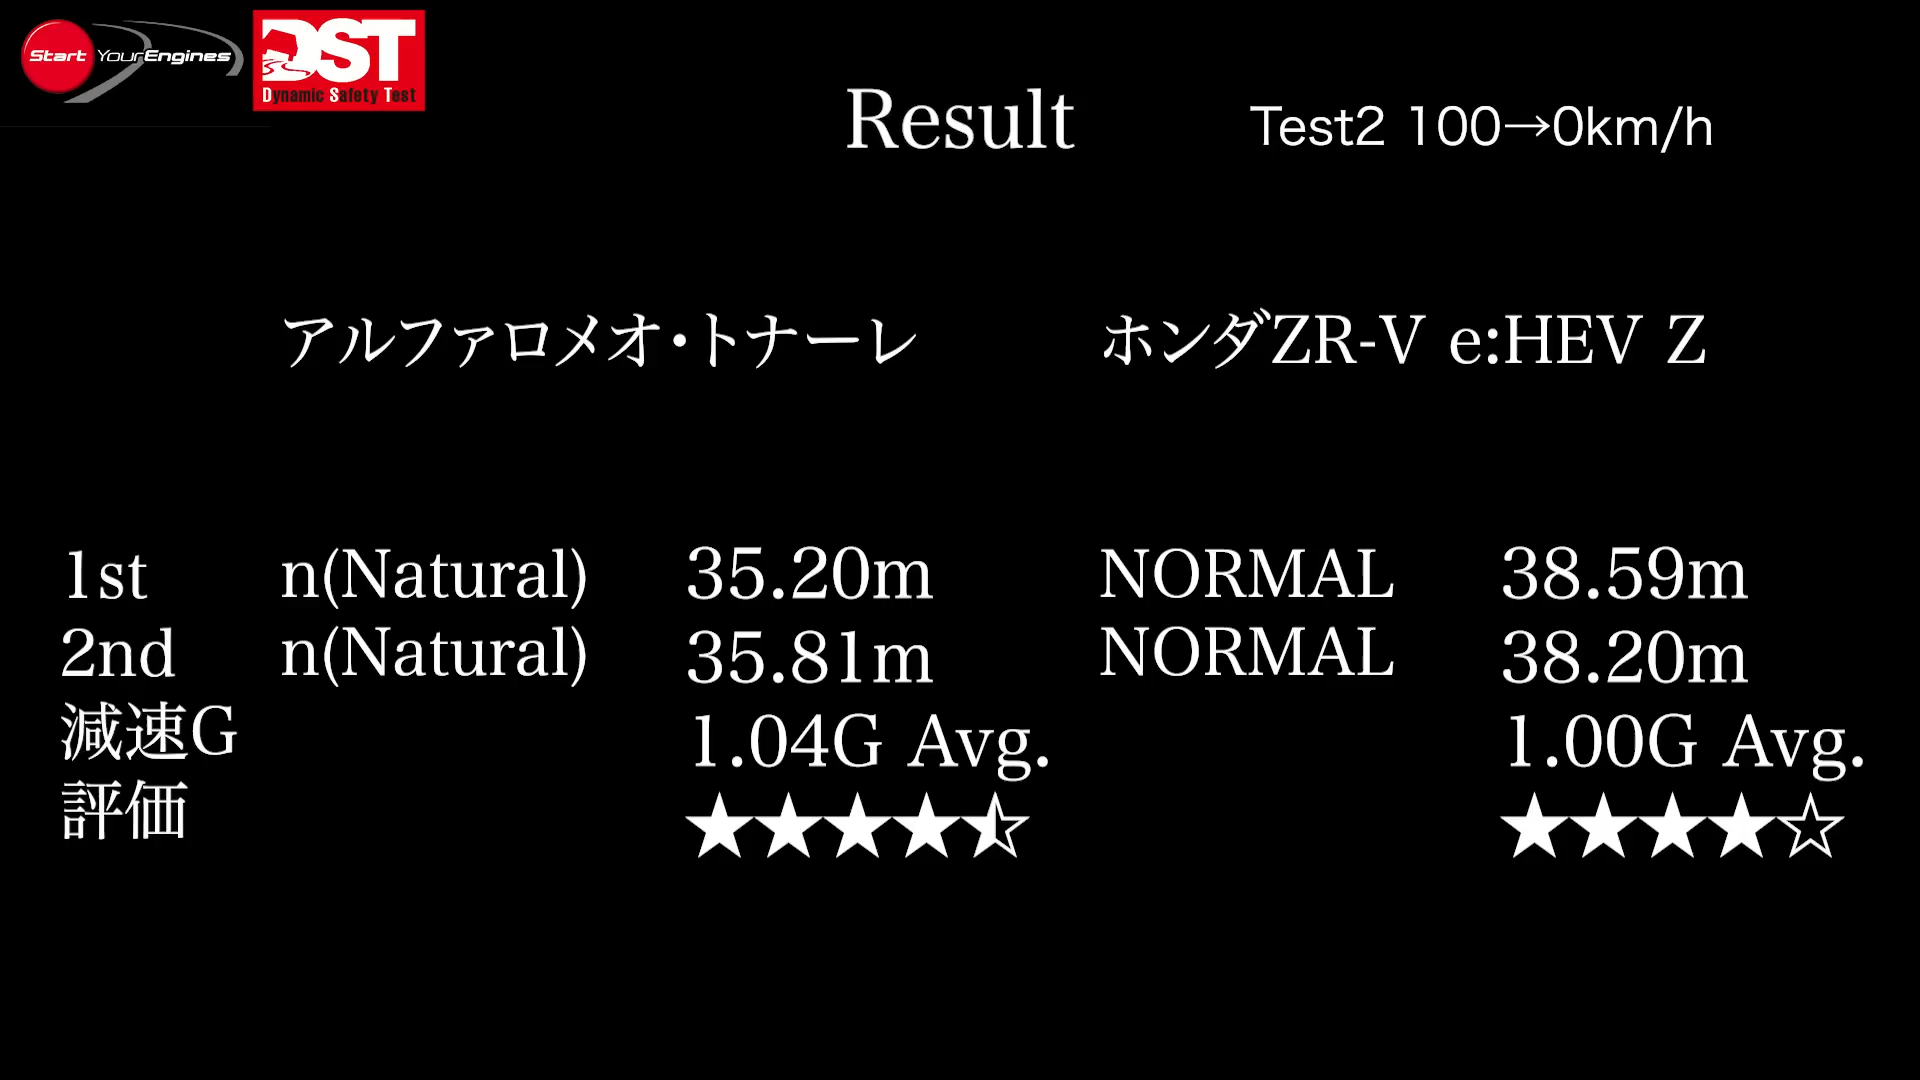 Start YourEngines
DST
Dynamic Safety Test
Result
Test2 100→0km/h
アルファロメオ・トナーレ
ホンダZR-V e:HEV Z
1st n(Natural) 35.20m NORMAL 38.59m
2nd n(Natural) 35.81m NORMAL 38.20m
減速G 1.04G Avg. 1.00G Avg.
評価 ★★★★⯪ ★★★★☆